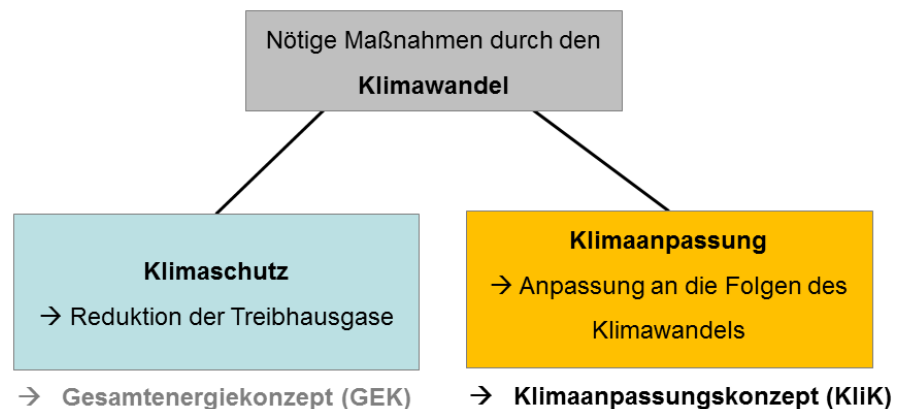 Nötige Maßnahmen durch den
Klimawandel
Klimaschutz
→ Reduktion der Treibhausgase
→ Gesamtenergiekonzept (GEK)
Klimaanpassung
→ Anpassung an die Folgen des
Klimawandels
→ Klimaanpassungskonzept (KliK)